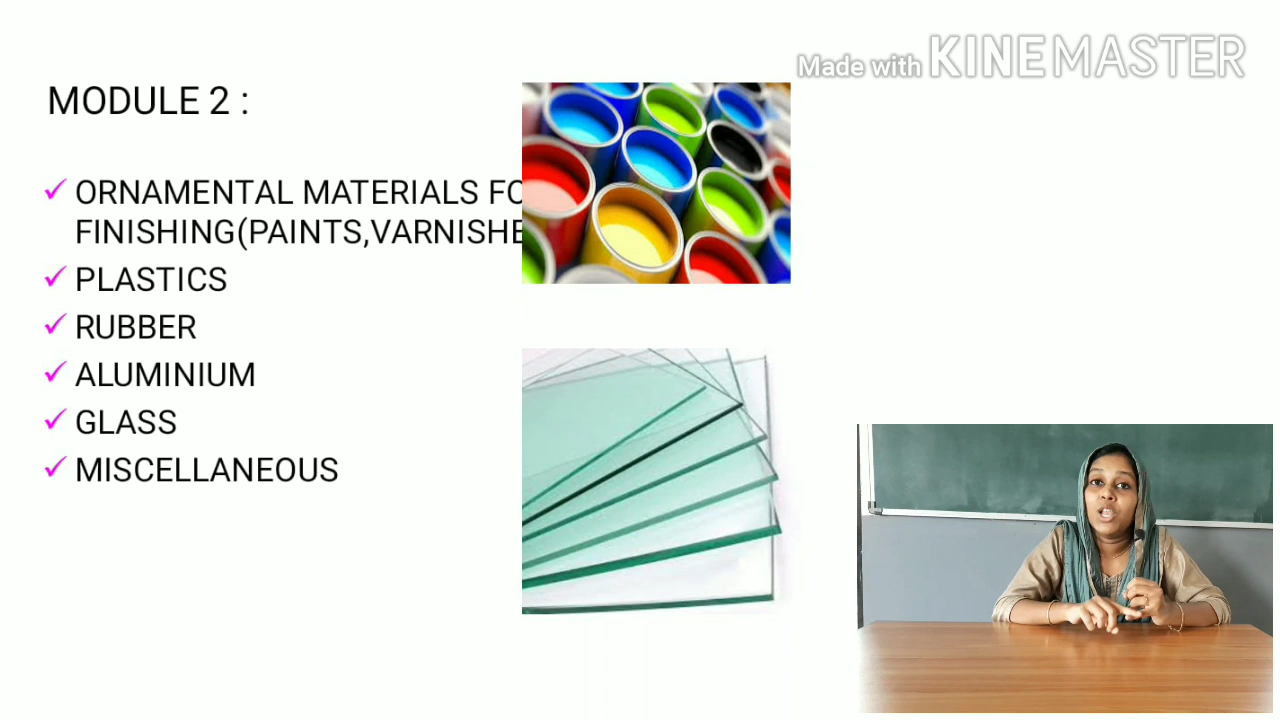 Made with KINEMASTER
MODULE 2 :
ORNAMENTAL MATERIALS FO
FINISHING(PAINTS,VARNISHE
PLASTICS
RUBBER
ALUMINIUM
GLASS
MISCELLANEOUS